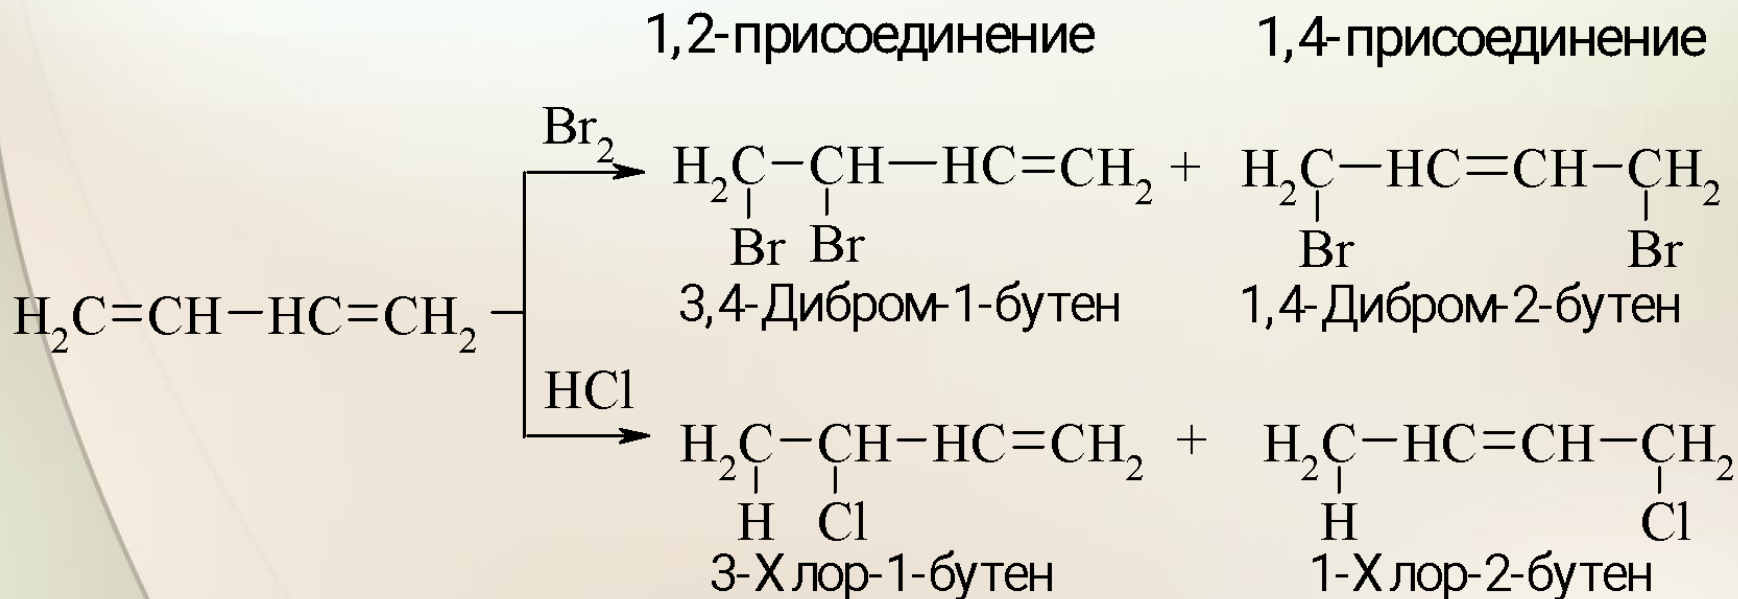 1,2-присоединение 1,4-присоединение
Br₂
H₂C−CH−HC=CH₂ + H₂C−HC=CH−CH₂
Br Br Br Br
3,4-Дибром-1-бутен 1,4-Дибром-2-бутен
H₂C=CH−HC=CH₂
HCl
H₂C−CH−HC=CH₂ + H₂C−HC=CH−CH₂
H Cl H Cl
3-Хлор-1-бутен 1-Хлор-2-бутен